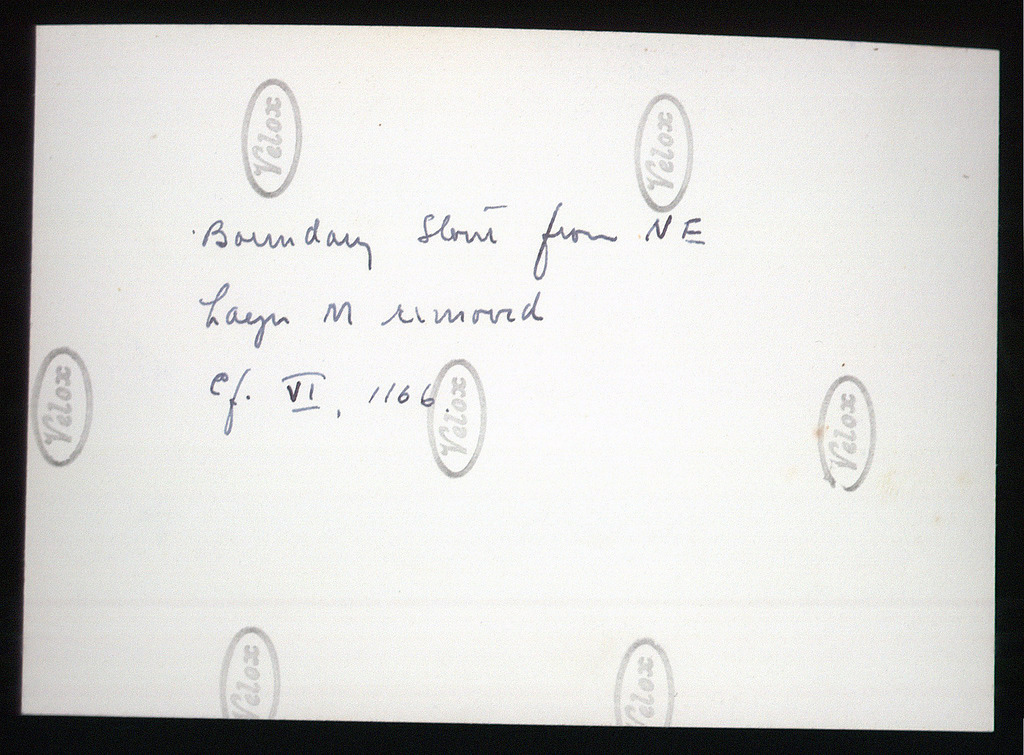 Velox Velox
Boundary Stone from NE
Layer M removed
Cf. VI, 1166.
Velox Velox Velox
Velox Velox